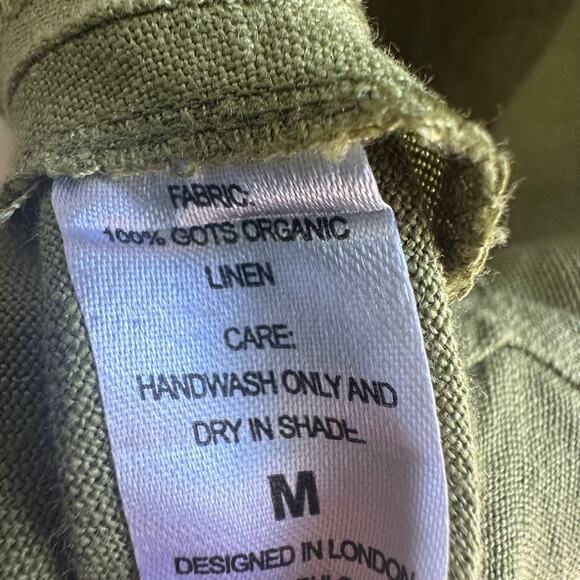 FABRIC:
100% GOTS ORGANIC
LINEN
CARE:
HANDWASH ONLY AND
DRY IN SHADE
M
DESIGNED IN LONDON